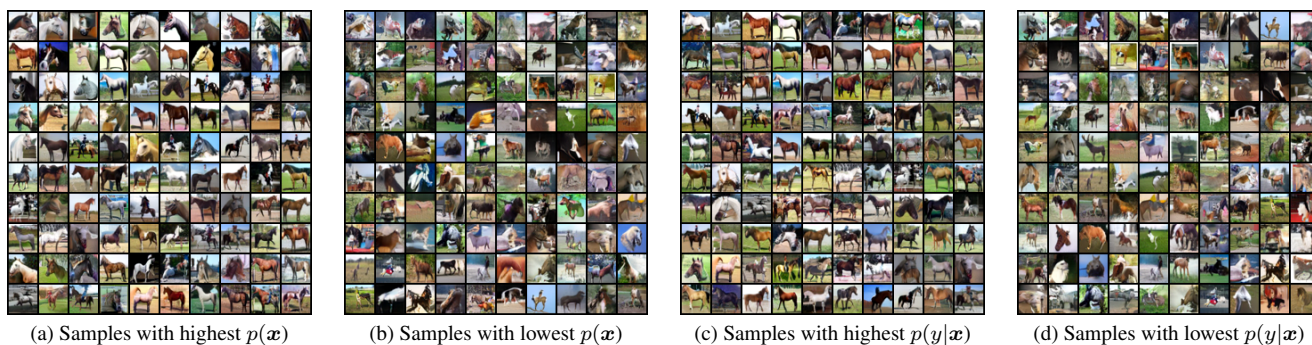 (a) Samples with highest p(x)
(b) Samples with lowest p(x)
(c) Samples with highest p(y|x)
(d) Samples with lowest p(y|x)